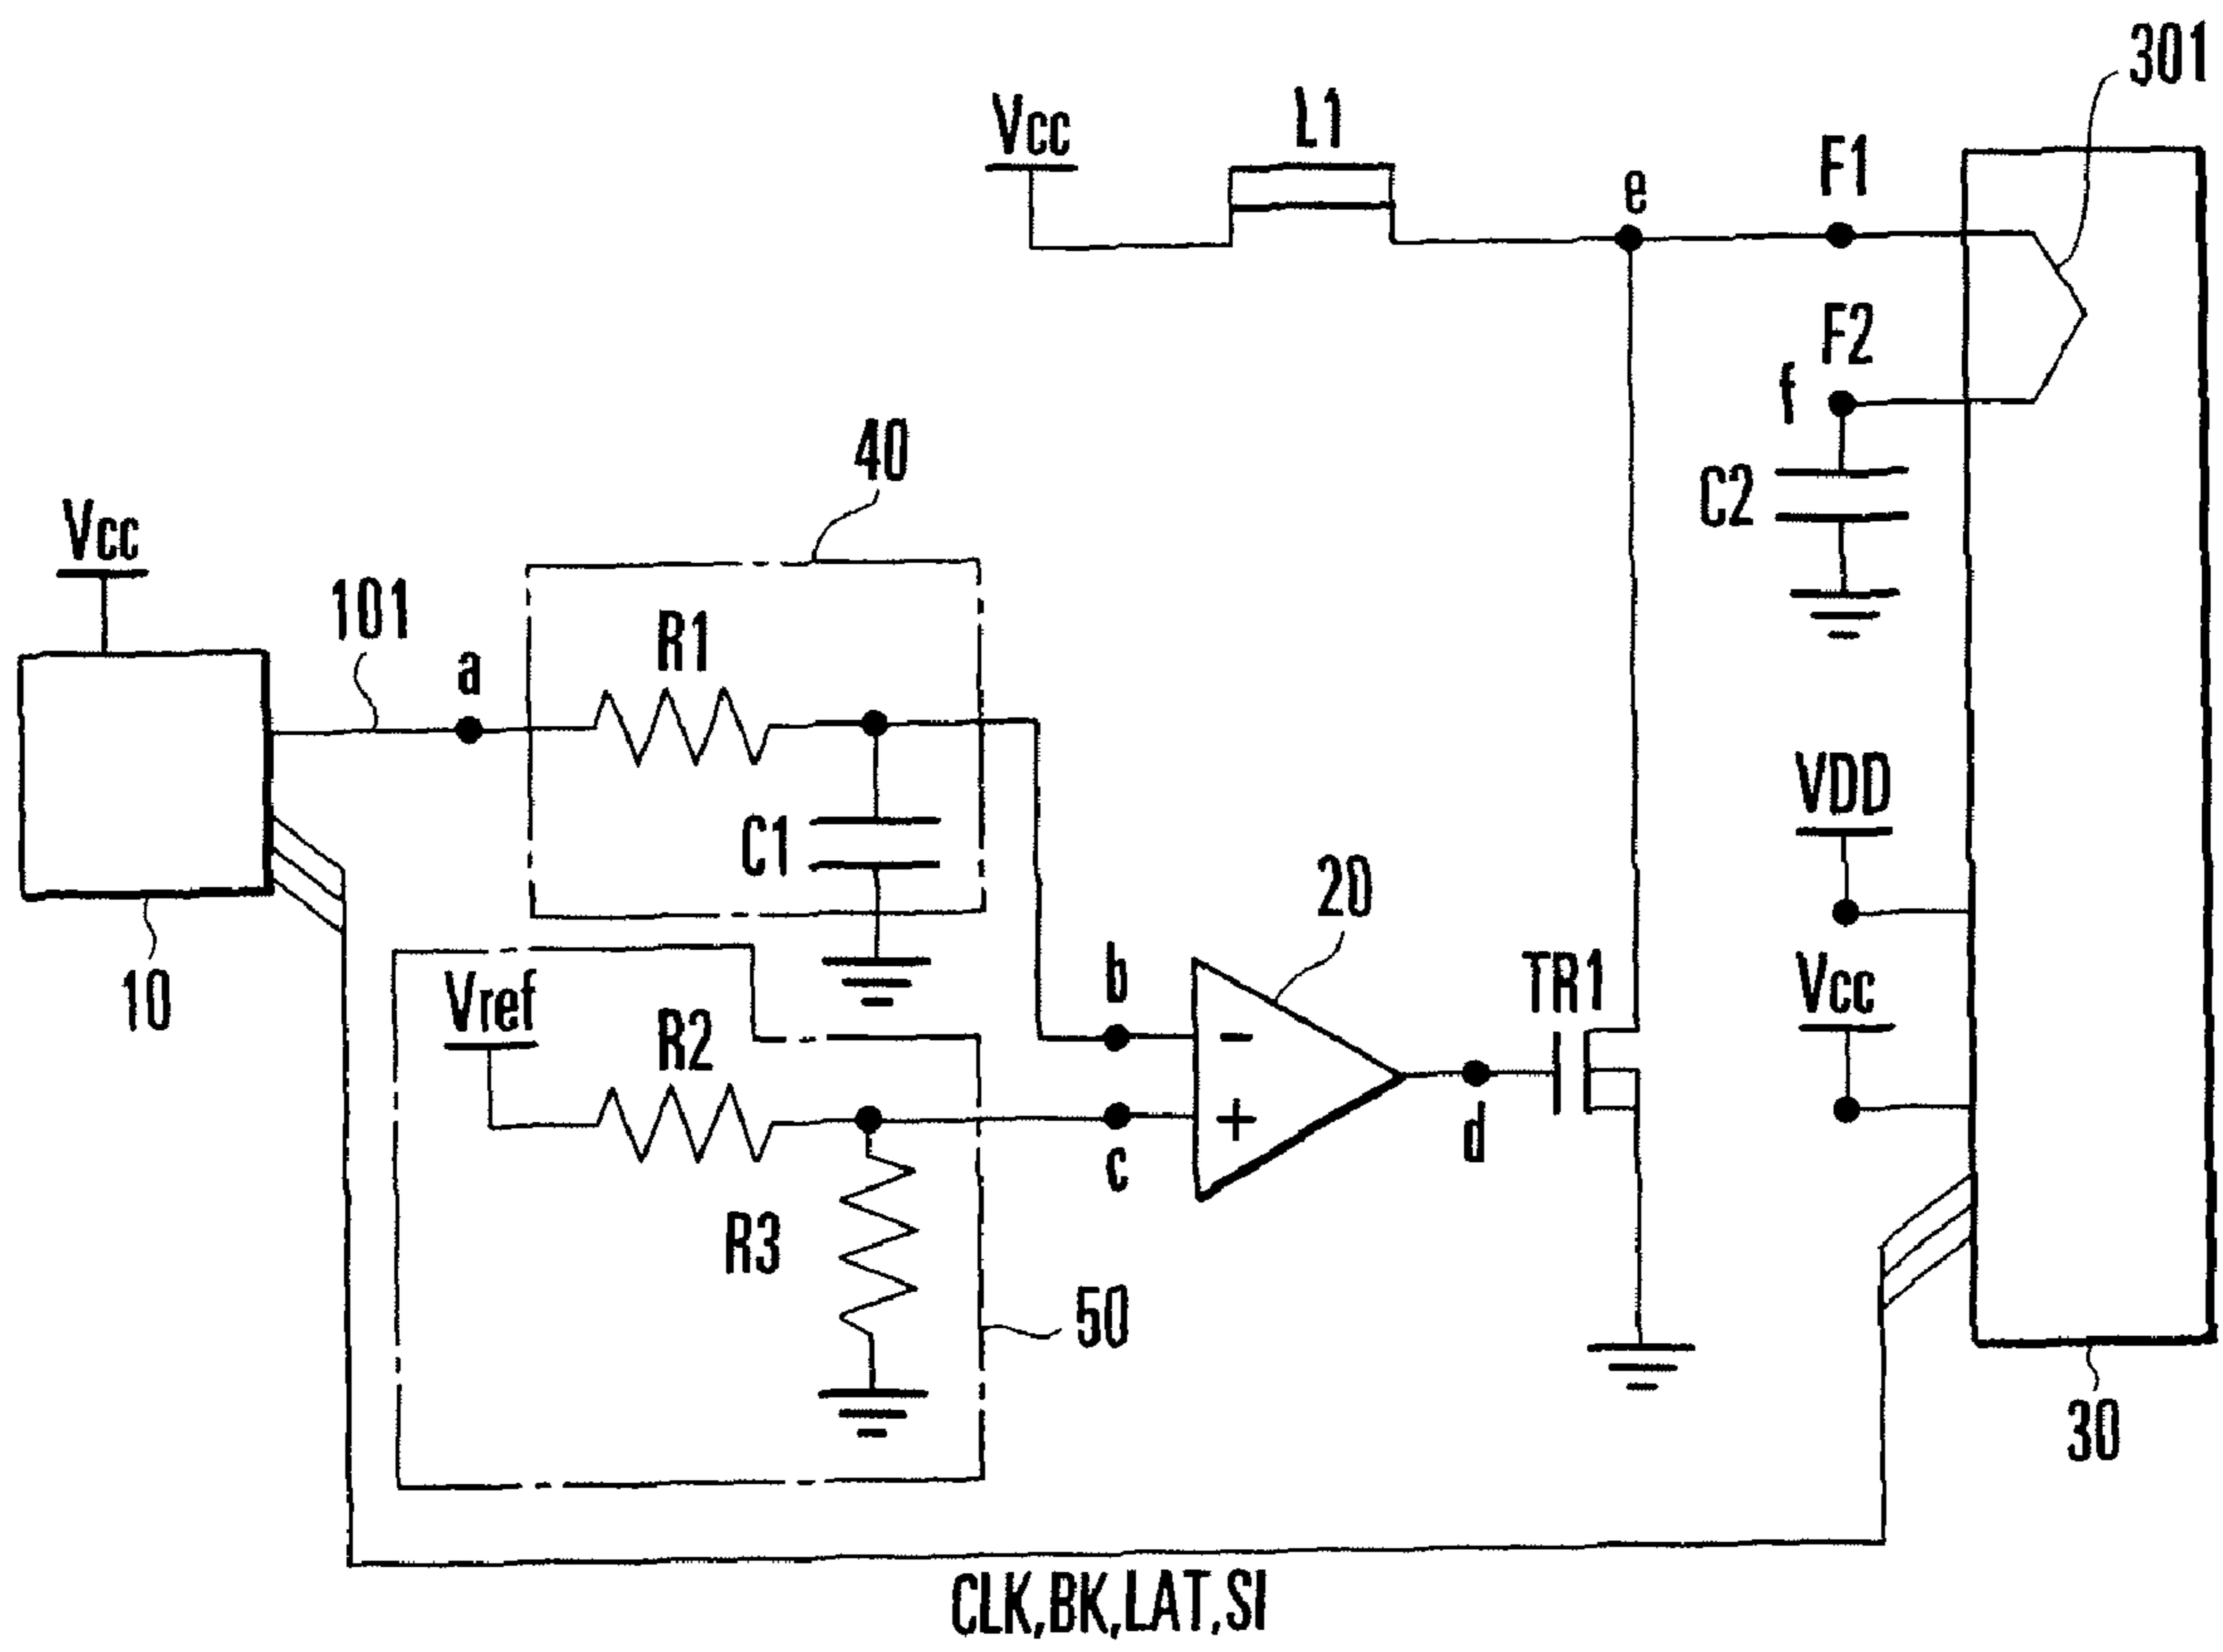 301
Vcc
L1
e
F1
F2
f
C2
40
Vcc
101
a
R1
C1
10
Vref
R2
b
20
-
+
c
d
TR1
VDD
Vcc
R3
50
30
CLK,BK,LAT,SI